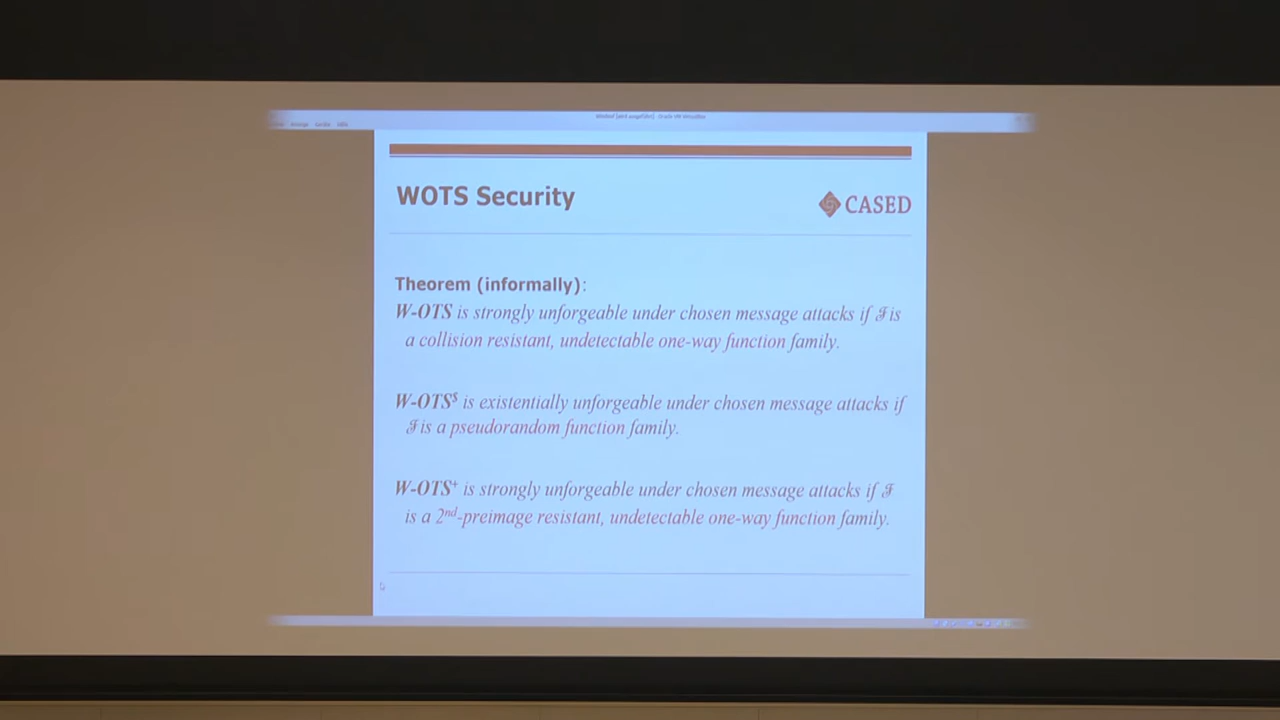 WOTS Security
CASED
Theorem (informally):
W-OTS is strongly unforgeable under chosen message attacks if ℱ is
a collision resistant, undetectable one-way function family.
W-OTS$ is existentially unforgeable under chosen message attacks if
ℱ is a pseudorandom function family.
W-OTS+ is strongly unforgeable under chosen message attacks if ℱ
is a 2nd-preimage resistant, undetectable one-way function family.